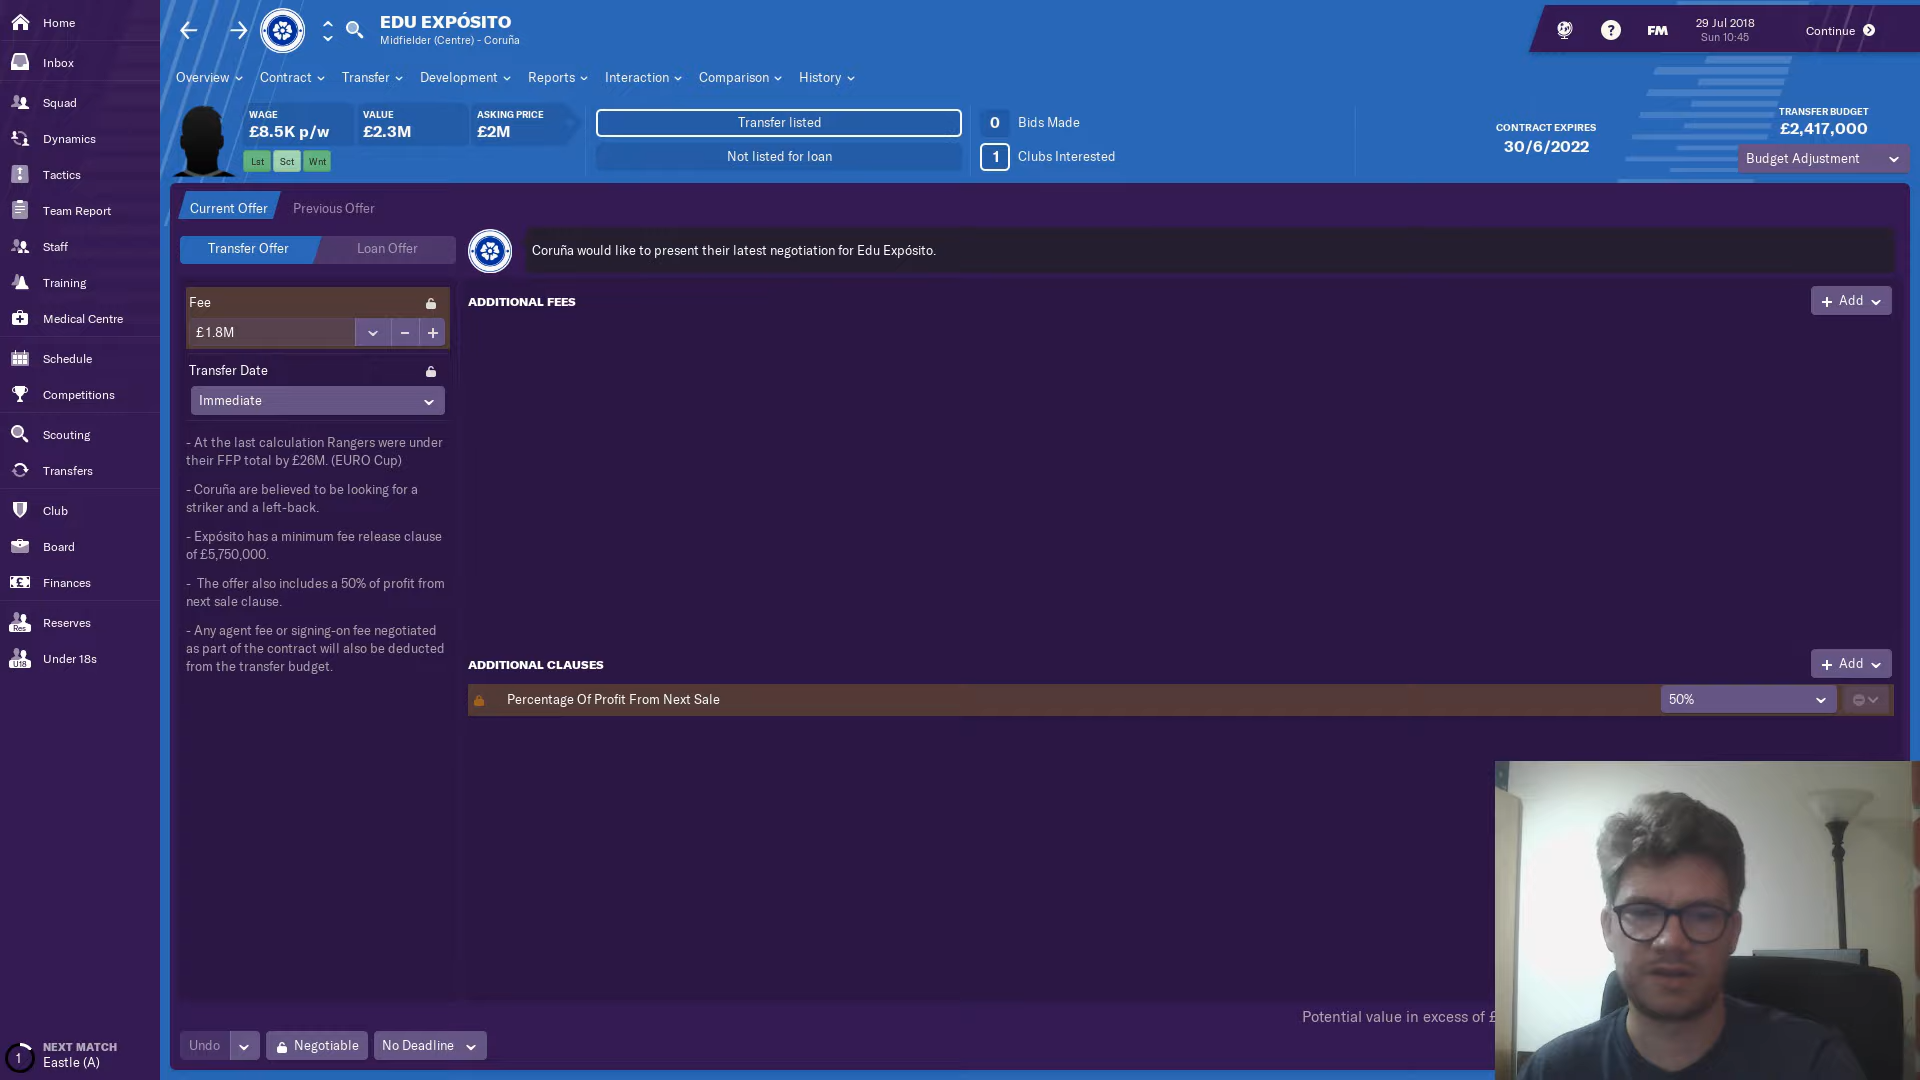 Home
Inbox
Squad
Dynamics
Tactics
Team Report
Staff
Training
Medical Centre
Schedule
Competitions
Scouting
Transfers
Club
Board
Finances
Res
Reserves
U18
Under 18s
1
NEXT MATCH
Eastle (A)
EDU EXPÓSITO
Midfielder (Centre) - Coruña
?
FM
29 Jul 2018
Sun 10:45
Continue
Overview
Contract
Transfer
Development
Reports
Interaction
Comparison
History
WAGE
£8.5K p/w
VALUE
£2.3M
ASKING PRICE
£2M
Lst
Sct
Wnt
Transfer listed
Not listed for loan
0 Bids Made
1 Clubs Interested
CONTRACT EXPIRES
30/6/2022
TRANSFER BUDGET
£2,417,000
Budget Adjustment
Current Offer
Previous Offer
Transfer Offer
Loan Offer
Coruña would like to present their latest negotiation for Edu Expósito.
Fee
£1.8M
Transfer Date
Immediate
- At the last calculation Rangers were under
their FFP total by £26M. (EURO Cup)
- Coruña are believed to be looking for a
striker and a left-back.
- Expósito has a minimum fee release clause
of £5,750,000.
- The offer also includes a 50% of profit from
next sale clause.
- Any agent fee or signing-on fee negotiated
as part of the contract will also be deducted
from the transfer budget.
ADDITIONAL FEES
+ Add
ADDITIONAL CLAUSES
+ Add
Percentage Of Profit From Next Sale
50%
Potential value in excess of £
Undo
Negotiable
No Deadline